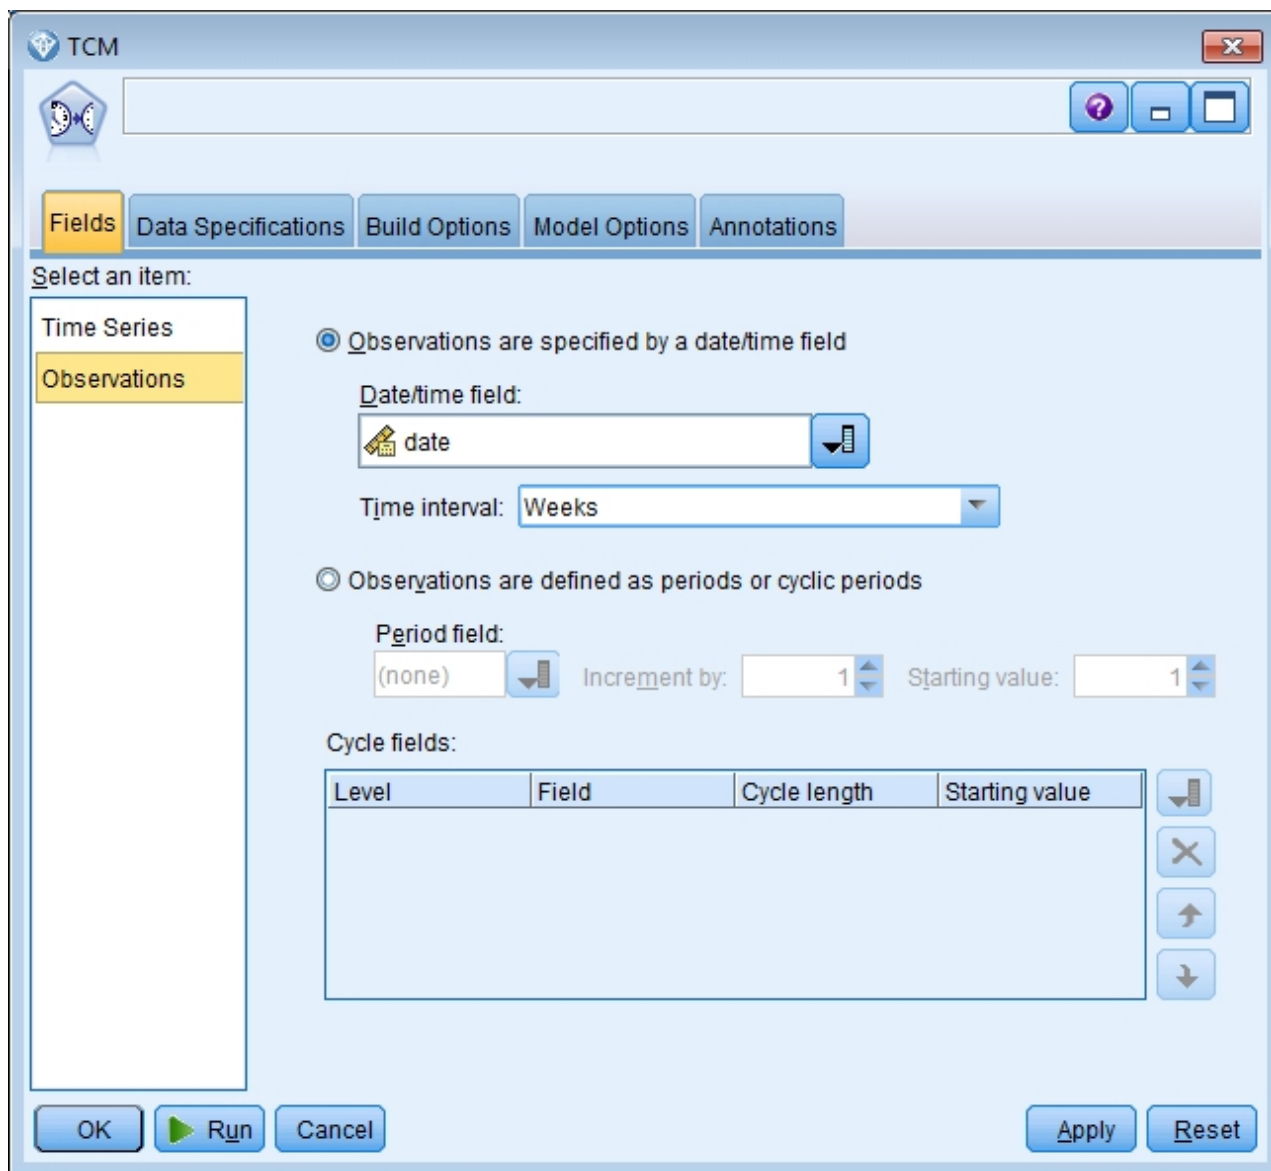 TCM
Fields Data Specifications Build Options Model Options Annotations
Select an item:
Time Series
Observations
Observations are specified by a date/time field
Date/time field:
date
Time interval: Weeks
Observations are defined as periods or cyclic periods
Period field:
(none) Increment by: 1 Starting value: 1
Cycle fields:
Level Field Cycle length Starting value
OK Run Cancel Apply Reset